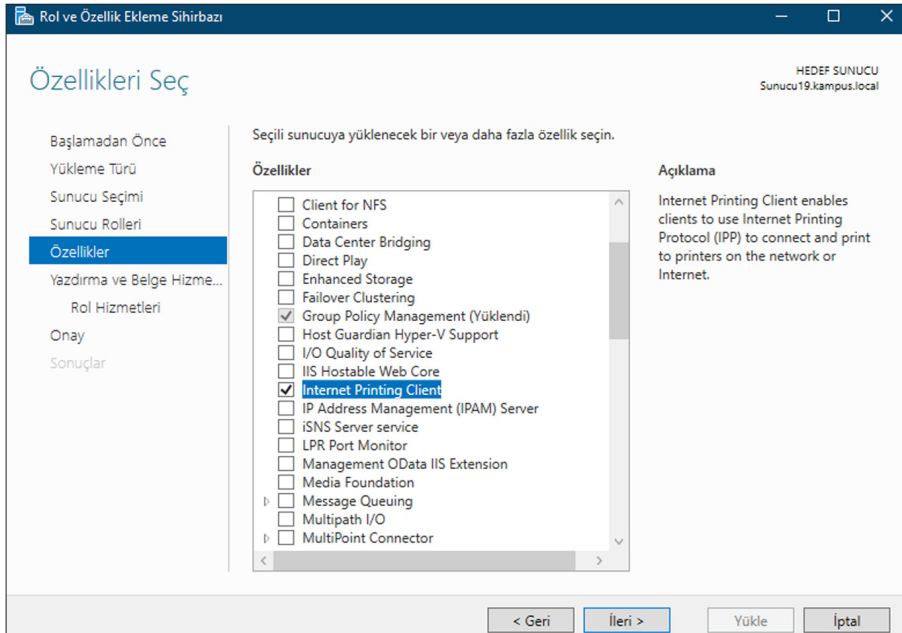 Rol ve Özellik Ekleme Sihirbazı
Özellikleri Seç
HEDEF SUNUCU
Sunucu19.kampus.local
Başlamadan Önce
Yükleme Türü
Sunucu Seçimi
Sunucu Rolleri
Özellikler
Yazdırma ve Belge Hizme...
Rol Hizmetleri
Onay
Sonuçlar
Seçili sunucuya yüklenecek bir veya daha fazla özellik seçin.
Özellikler
Client for NFS
Containers
Data Center Bridging
Direct Play
Enhanced Storage
Failover Clustering
Group Policy Management (Yüklendi)
Host Guardian Hyper-V Support
I/O Quality of Service
IIS Hostable Web Core
Internet Printing Client
IP Address Management (IPAM) Server
iSNS Server service
LPR Port Monitor
Management OData IIS Extension
Media Foundation
Message Queuing
Multipath I/O
MultiPoint Connector
Açıklama
Internet Printing Client enables
clients to use Internet Printing
Protocol (IPP) to connect and print
to printers on the network or
Internet.
< Geri
İleri >
Yükle
İptal